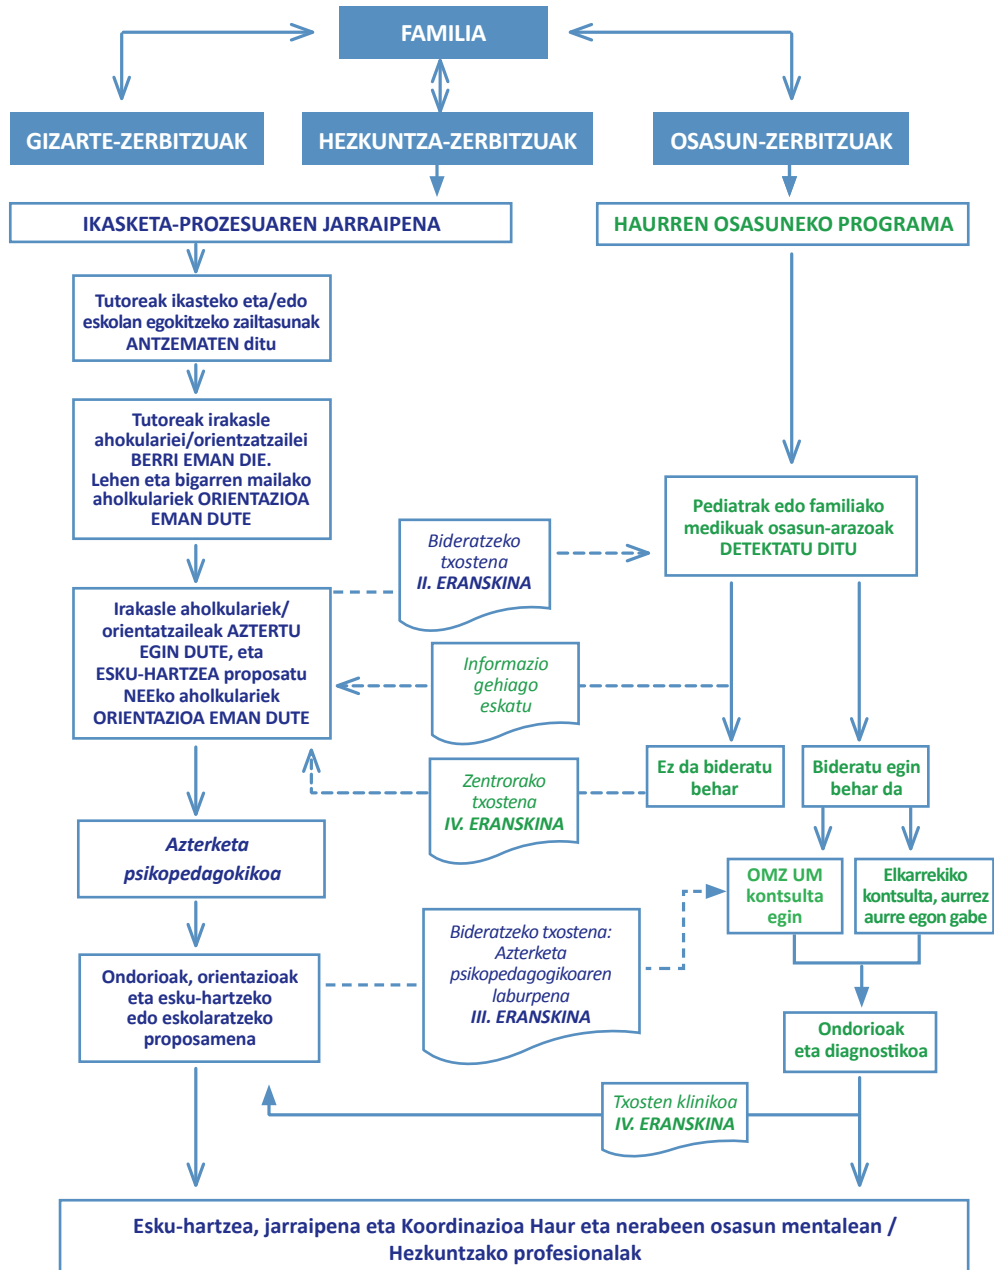 FAMILIA
GIZARTE-ZERBITZUAK
HEZKUNTZA-ZERBITZUAK
OSASUN-ZERBITZUAK
IKASKETA-PROZESUAREN JARRAIPENA
HAURREN OSASUNEKO PROGRAMA
Tutoreak ikasteko eta/edo
eskolan egokitzeko zailtasunak
ANTZEMATEN ditu
Tutoreak irakasle
ahokulariei/orientzatzailei
BERRI EMAN DIE.
Lehen eta bigarren mailako
aholkulariek ORIENTAZIOA
EMAN DUTE
Pediatrak edo familiako
medikuak osasun-arazoak
DETEKTATU DITU
Bideratzeko
txostena
II. ERANSKINA
Irakasle aholkulariek/
orientatzaileak AZTERTU
EGIN DUTE, eta
ESKU-HARTZEA proposatu
NEEko aholkulariek
ORIENTAZIOA EMAN DUTE
Informazio
gehiago
eskatu
Ez da bideratu
behar
Bideratu egin
behar da
Zentrorako
txostena
IV. ERANSKINA
Azterketa
psikopedagokikoa
OMZ UM
kontsulta
egin
Elkarrekiko
kontsulta, aurrez
aurre egon gabe
Bideratzeko txostena:
Azterketa
psikopedagogikoaren
laburpena
III. ERANSKINA
Ondorioak, orientazioak
eta esku-hartzeko
edo eskolaratzeko
proposamena
Ondorioak
eta diagnostikoa
Txosten klinikoa
IV. ERANSKINA
Esku-hartzea, jarraipena eta Koordinazioa Haur eta nerabeen osasun mentalean /
Hezkuntzako profesionalak